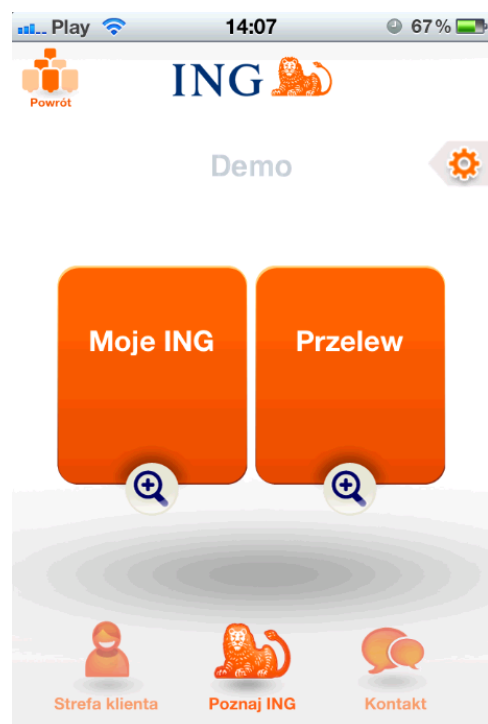 Play 14:07 67%
Powrót
ING
Demo
Moje ING
Przelew
Strefa klienta
Poznaj ING
Kontakt